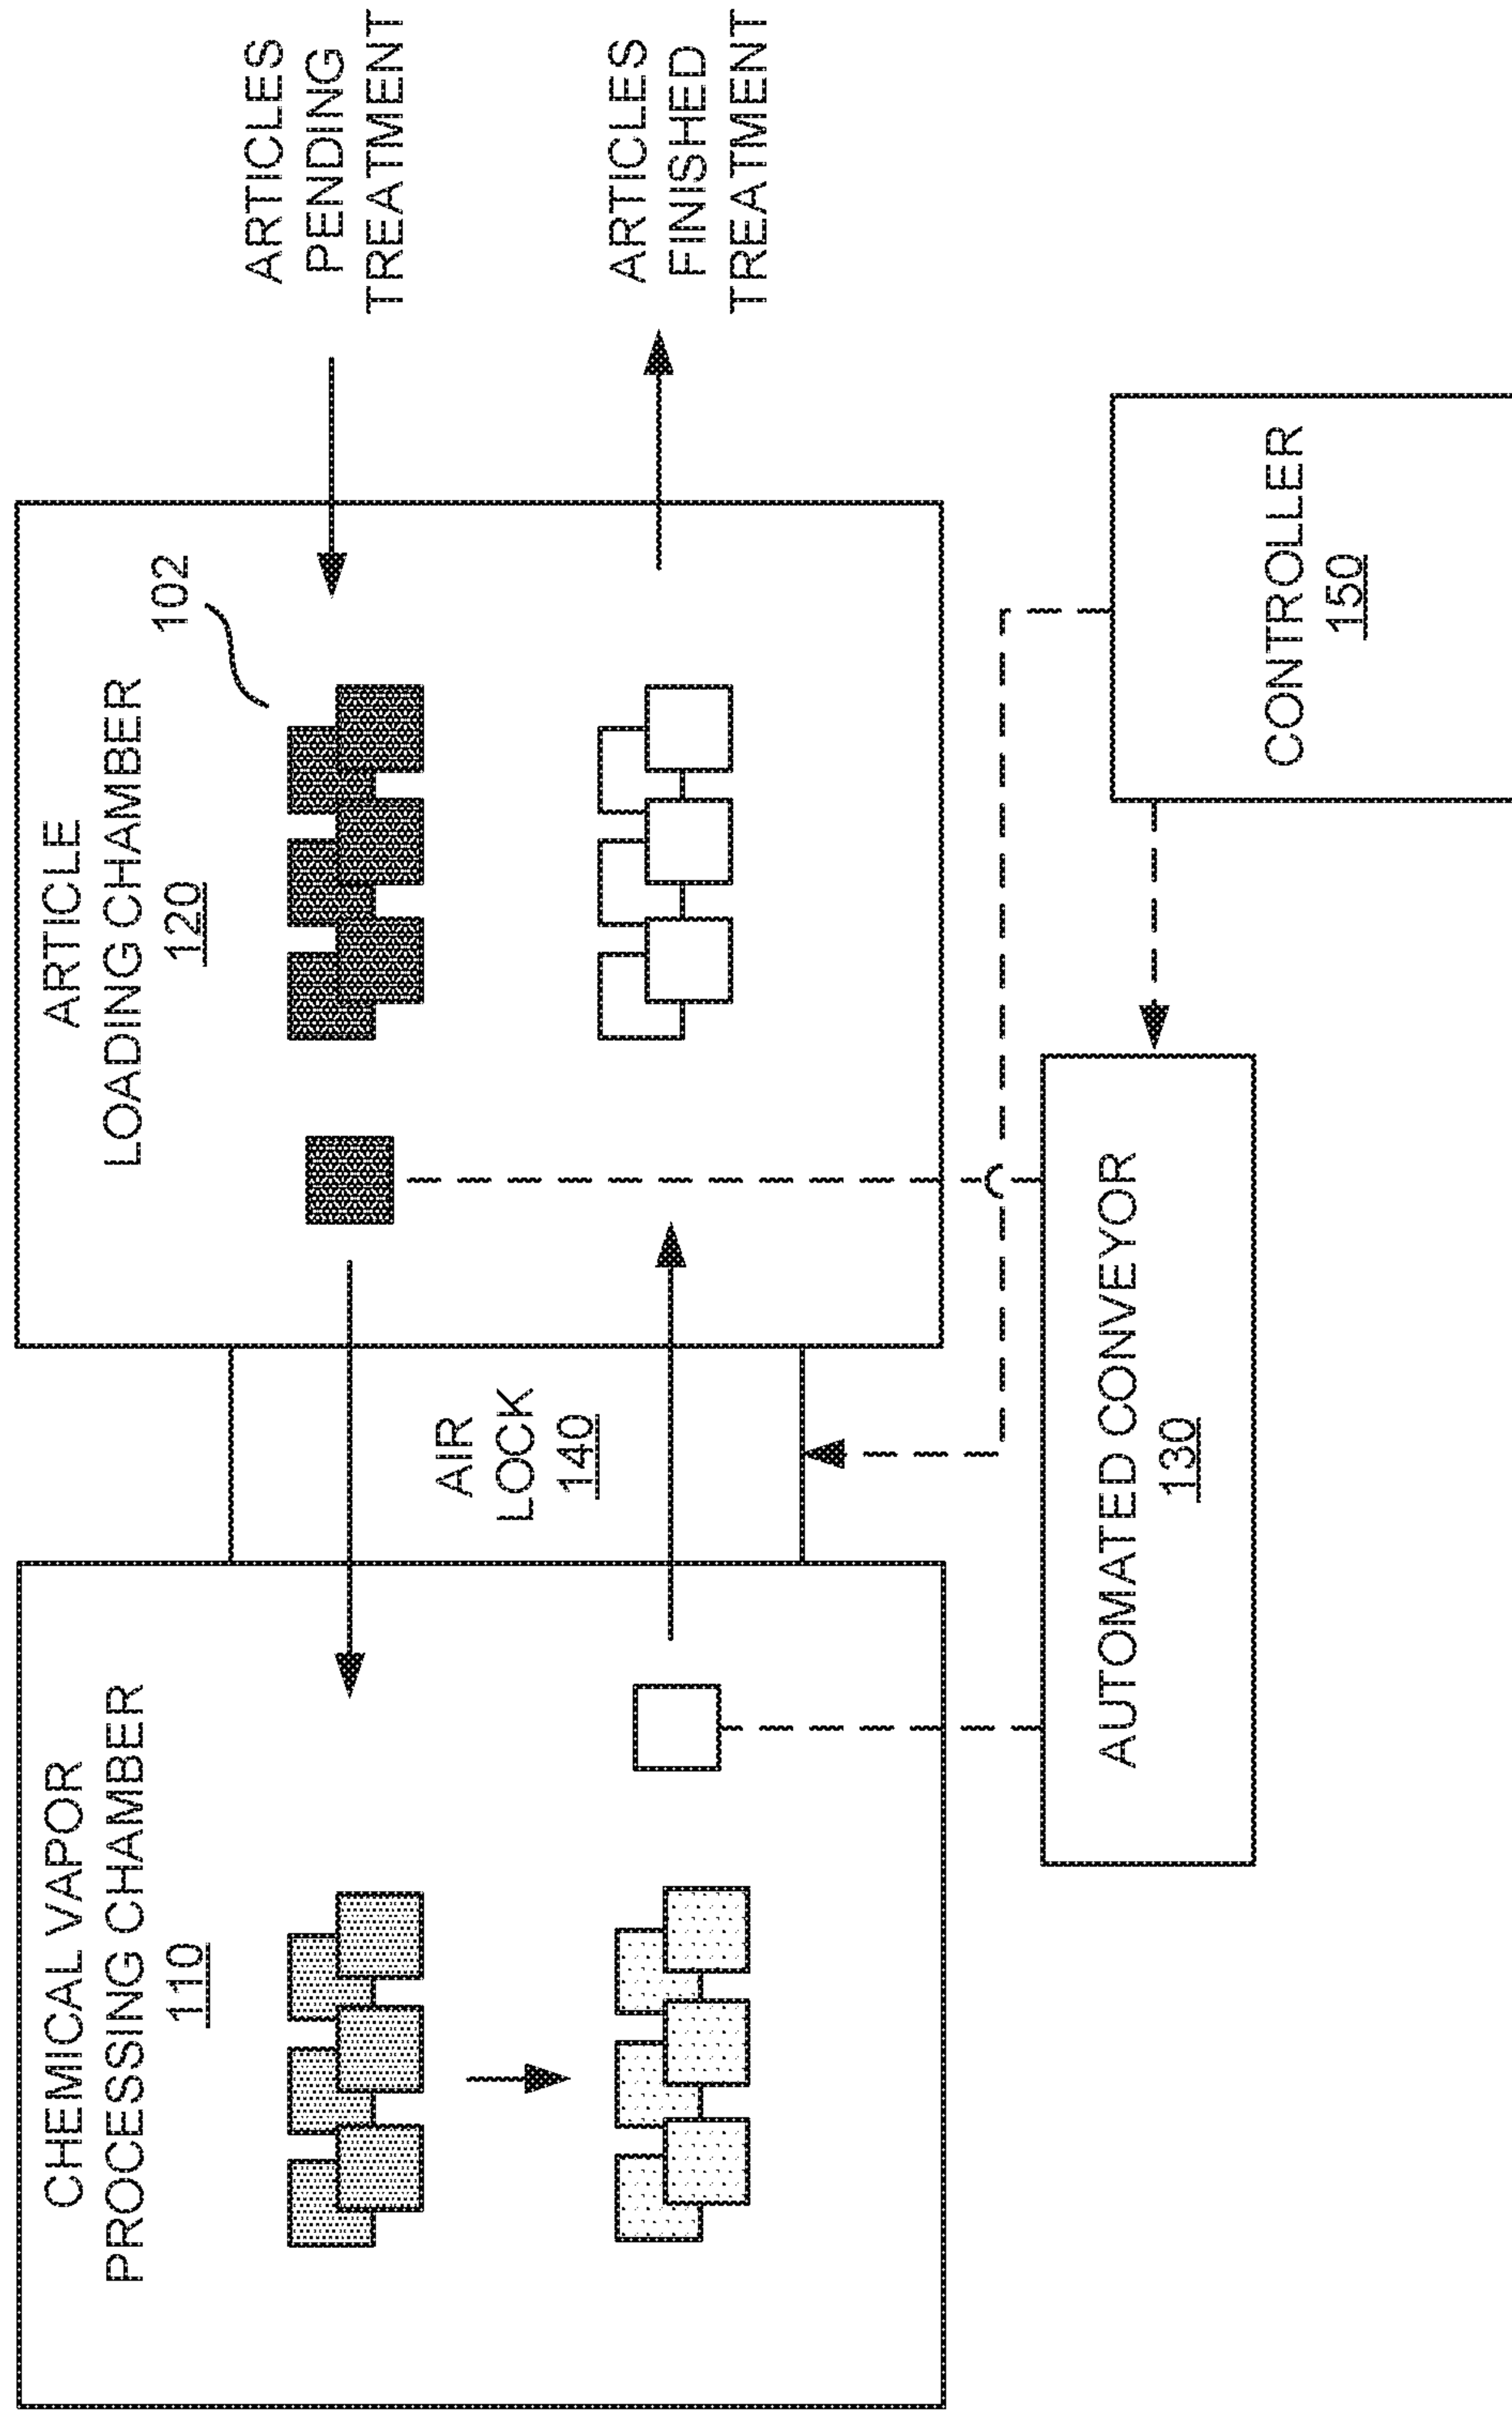 CHEMICAL VAPOR
PROCESSING CHAMBER
110
ARTICLE
LOADING CHAMBER
120
102
ARTICLES
PENDING
TREATMENT
AIR
LOCK
140
ARTICLES
FINISHED
TREATMENT
AUTOMATED CONVEYOR
130
CONTROLLER
150